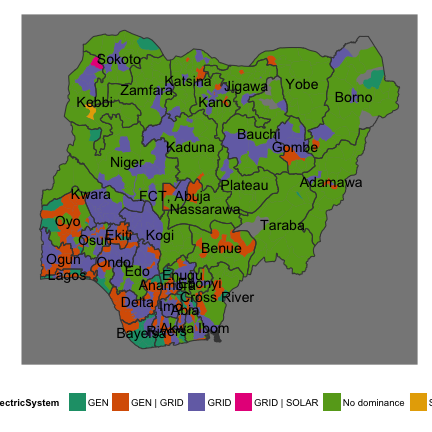 Sokoto
Katsina
Jigawa
Yobe
Borno
Zamfara
Kebbi
Kano
Bauchi
Gombe
Kaduna
Niger
Adamawa
Plateau
Kwara
FCT, Abuja
Nassarawa
Oyo
Taraba
Osun
Ekiti
Kogi
Benue
Ogun
Ondo
Edo
Lagos
Enugu
Anambra
Ebonyi
Cross River
Delta
Imo
Abia
Bayelsa
Rivers
Akwa Ibom
ectricSystem GEN GEN | GRID GRID GRID | SOLAR No dominance S